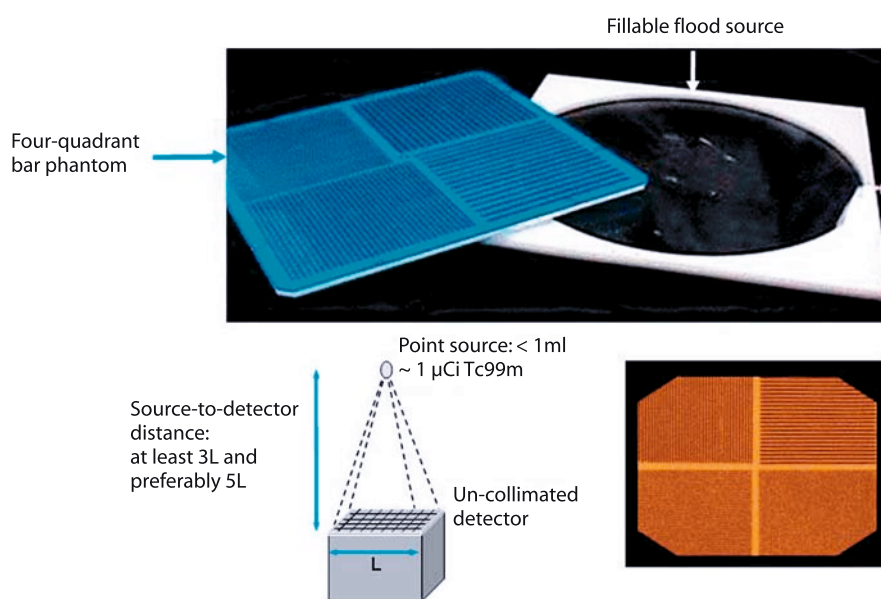 Fillable flood source
Four-quadrant
bar phantom
Point source: < 1ml
~ 1 µCi Tc99m
Source-to-detector
distance:
at least 3L and
preferably 5L
Un-collimated
detector
L